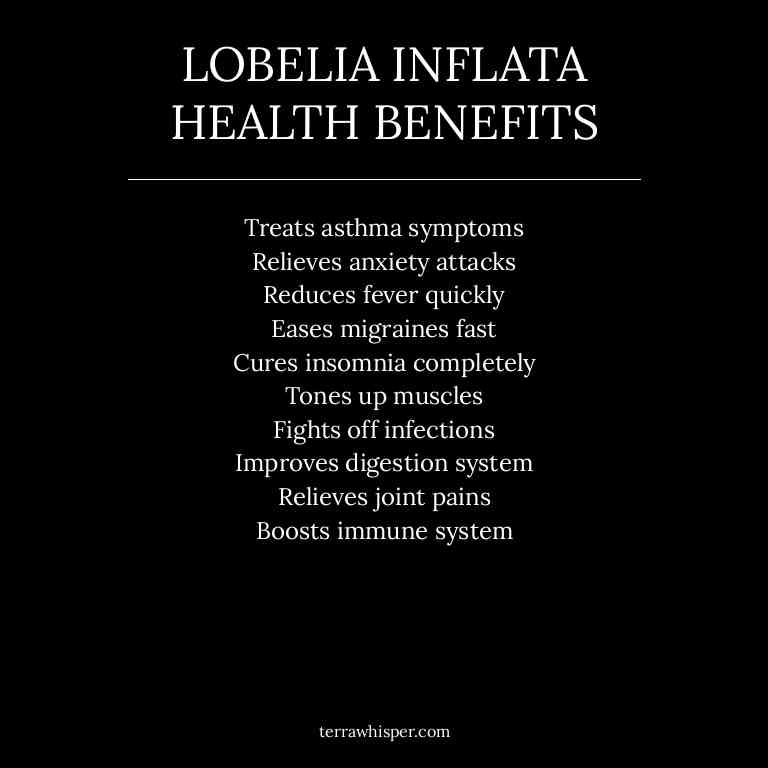 LOBELIA INFLATA
HEALTH BENEFITS
Treats asthma symptoms
Relieves anxiety attacks
Reduces fever quickly
Eases migraines fast
Cures insomnia completely
Tones up muscles
Fights off infections
Improves digestion system
Relieves joint pains
Boosts immune system
terrawhisper.com